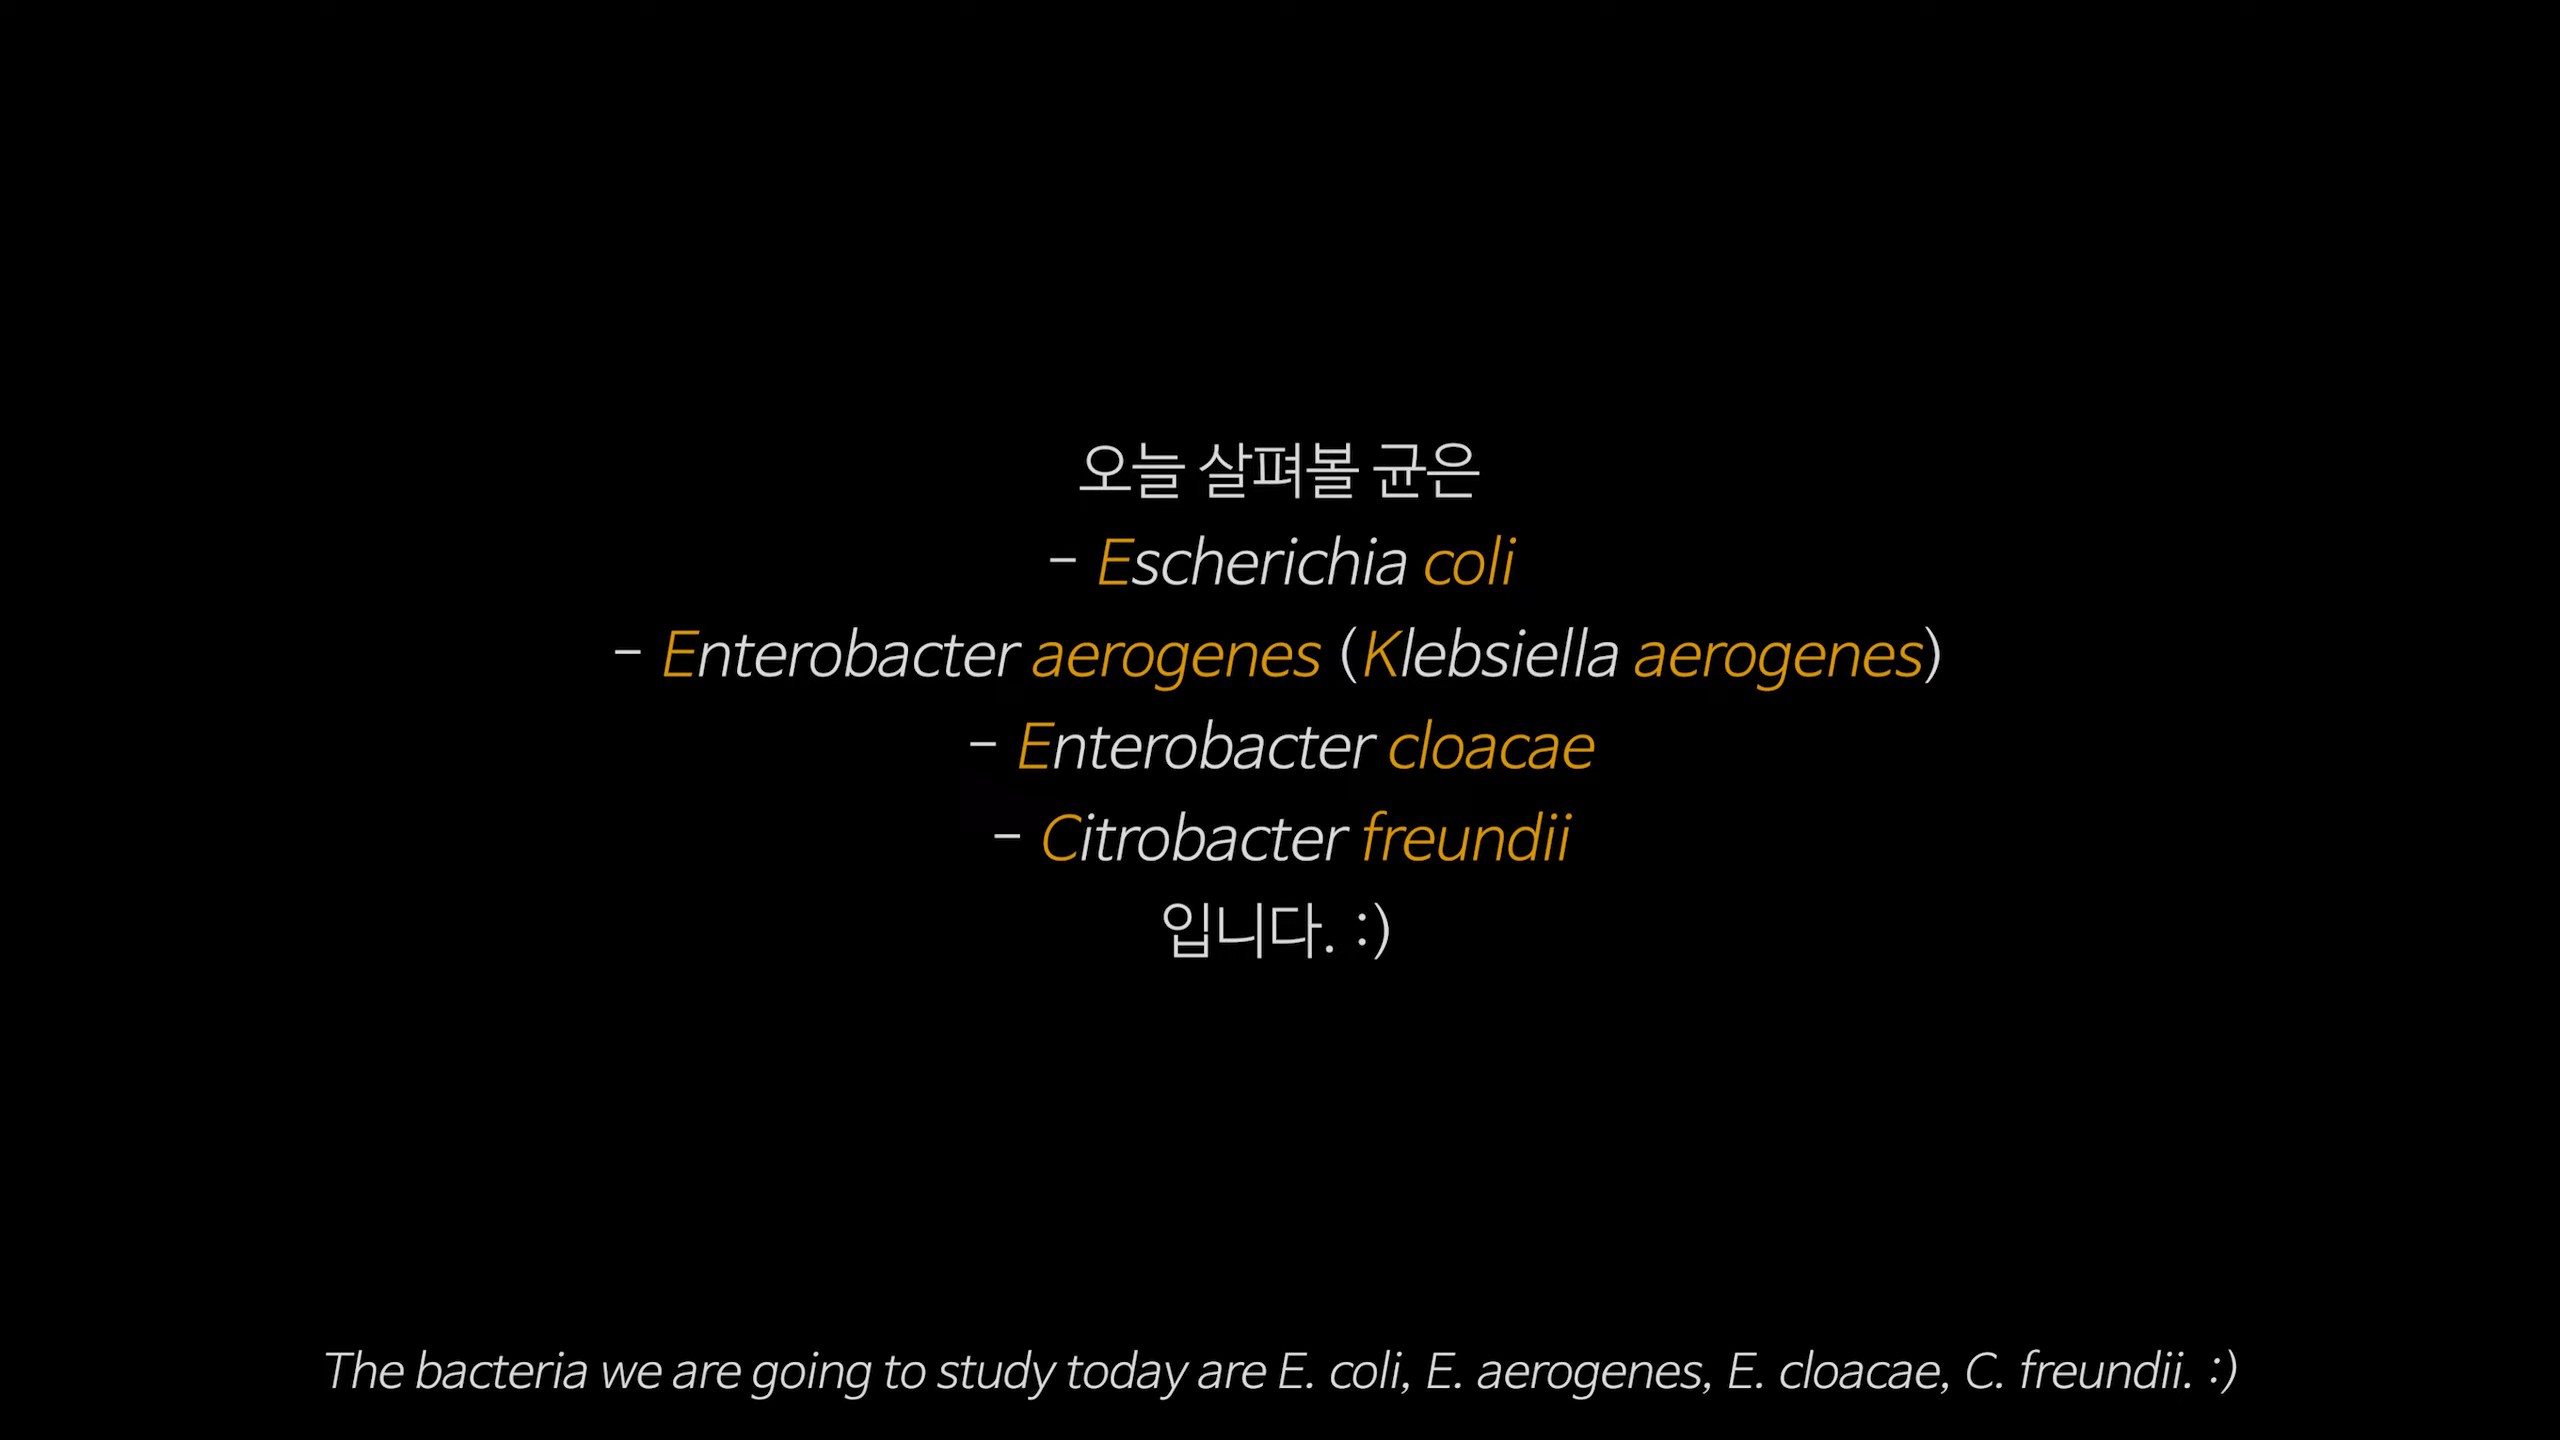 오늘 살펴볼 균은
- Escherichia coli
- Enterobacter aerogenes (Klebsiella aerogenes)
- Enterobacter cloacae
- Citrobacter freundii
입니다. :)
The bacteria we are going to study today are E. coli, E. aerogenes, E. cloacae, C. freundii. :)